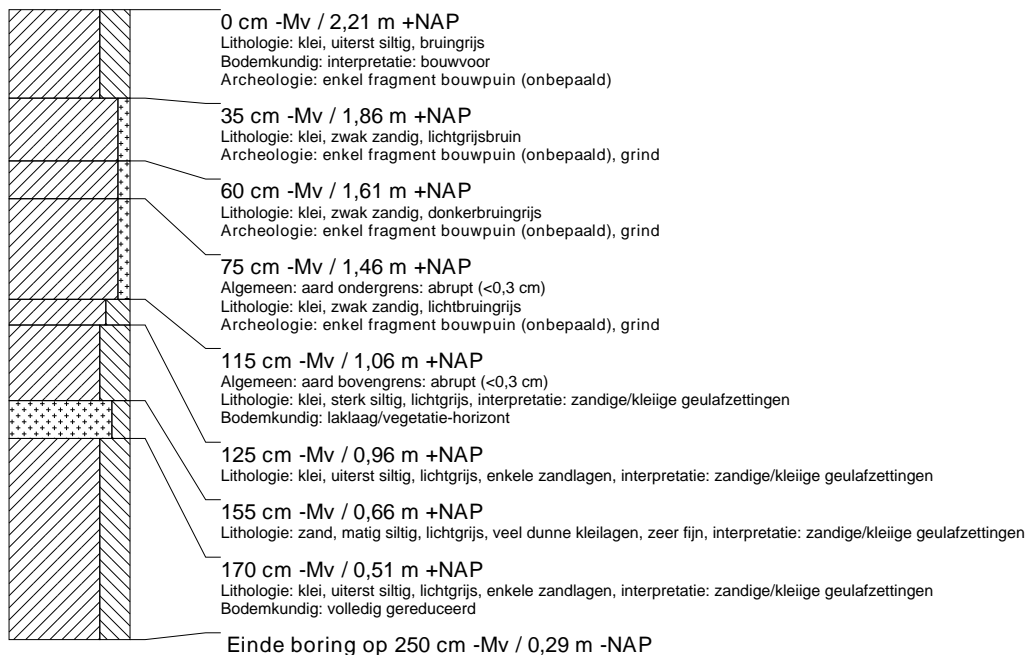 0 cm -Mv / 2,21 m +NAP
Lithologie: klei, uiterst siltig, bruingrijs
Bodemkundig: interpretatie: bouwvoor
Archeologie: enkel fragment bouwpuin (onbepaald)
35 cm -Mv / 1,86 m +NAP
Lithologie: klei, zwak zandig, lichtgrijsbruin
Archeologie: enkel fragment bouwpuin (onbepaald), grind
60 cm -Mv / 1,61 m +NAP
Lithologie: klei, zwak zandig, donkerbruingrijs
Archeologie: enkel fragment bouwpuin (onbepaald), grind
75 cm -Mv / 1,46 m +NAP
Algemeen: aard ondergrens: abrupt (<0,3 cm)
Lithologie: klei, zwak zandig, lichtbruingrijs
Archeologie: enkel fragment bouwpuin (onbepaald), grind
115 cm -Mv / 1,06 m +NAP
Algemeen: aard bovengrens: abrupt (<0,3 cm)
Lithologie: klei, sterk siltig, lichtgrijs, interpretatie: zandige/kleiige geulafzettingen
Bodemkundig: laklaag/vegetatie-horizont
125 cm -Mv / 0,96 m +NAP
Lithologie: klei, uiterst siltig, lichtgrijs, enkele zandlagen, interpretatie: zandige/kleiige geulafzettingen
155 cm -Mv / 0,66 m +NAP
Lithologie: zand, matig siltig, lichtgrijs, veel dunne kleilagen, zeer fijn, interpretatie: zandige/kleiige geulafzettingen
170 cm -Mv / 0,51 m +NAP
Lithologie: klei, uiterst siltig, lichtgrijs, enkele zandlagen, interpretatie: zandige/kleiige geulafzettingen
Bodemkundig: volledig gereduceerd
Einde boring op 250 cm -Mv / 0,29 m -NAP